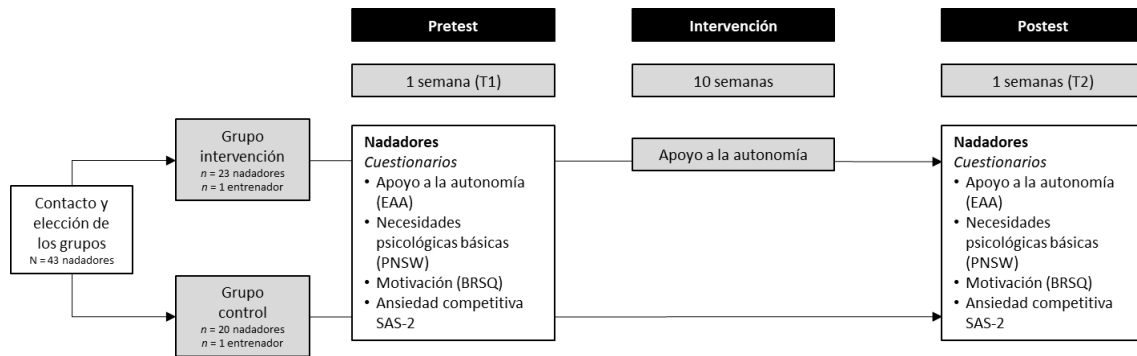 Pretest
Intervención
Postest
1 semana (T1)
10 semanas
1 semanas (T2)
Contacto y
elección de
los grupos
N = 43 nadadores
Grupo
intervención
n = 23 nadadores
n = 1 entrenador
Grupo
control
n = 20 nadadores
n = 1 entrenador
Nadadores
Cuestionarios
• Apoyo a la autonomía
(EAA)
• Necesidades
psicológicas básicas
(PNSW)
• Motivación (BRSQ)
• Ansiedad competitiva
SAS-2
Apoyo a la autonomía
Nadadores
Cuestionarios
• Apoyo a la autonomía
(EAA)
• Necesidades
psicológicas básicas
(PNSW)
• Motivación (BRSQ)
• Ansiedad competitiva
SAS-2